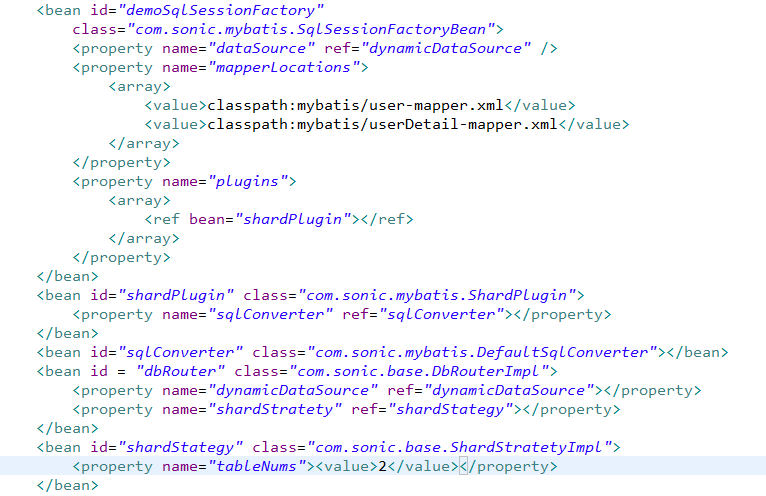 <bean id="demoSqlSessionFactory"
class="com.sonic.mybatis.SqlSessionFactoryBean">
<property name="dataSource" ref="dynamicDataSource" />
<property name="mapperLocations">
<array>
<value>classpath:mybatis/user-mapper.xml</value>
<value>classpath:mybatis/userDetail-mapper.xml</value>
</array>
</property>
<property name="plugins">
<array>
<ref bean="shardPlugin"></ref>
</array>
</property>
</bean>
<bean id="shardPlugin" class="com.sonic.mybatis.ShardPlugin">
<property name="sqlConverter" ref="sqlConverter"></property>
</bean>
<bean id="sqlConverter" class="com.sonic.mybatis.DefaultSqlConverter"></bean>
<bean id = "dbRouter" class="com.sonic.base.DbRouterImpl">
<property name="dynamicDataSource" ref="dynamicDataSource"></property>
<property name="shardStratety" ref="shardStategy"></property>
</bean>
<bean id="shardStategy" class="com.sonic.base.ShardStratetyImpl">
<property name="tableNums"><value>2</value></property>
</bean>